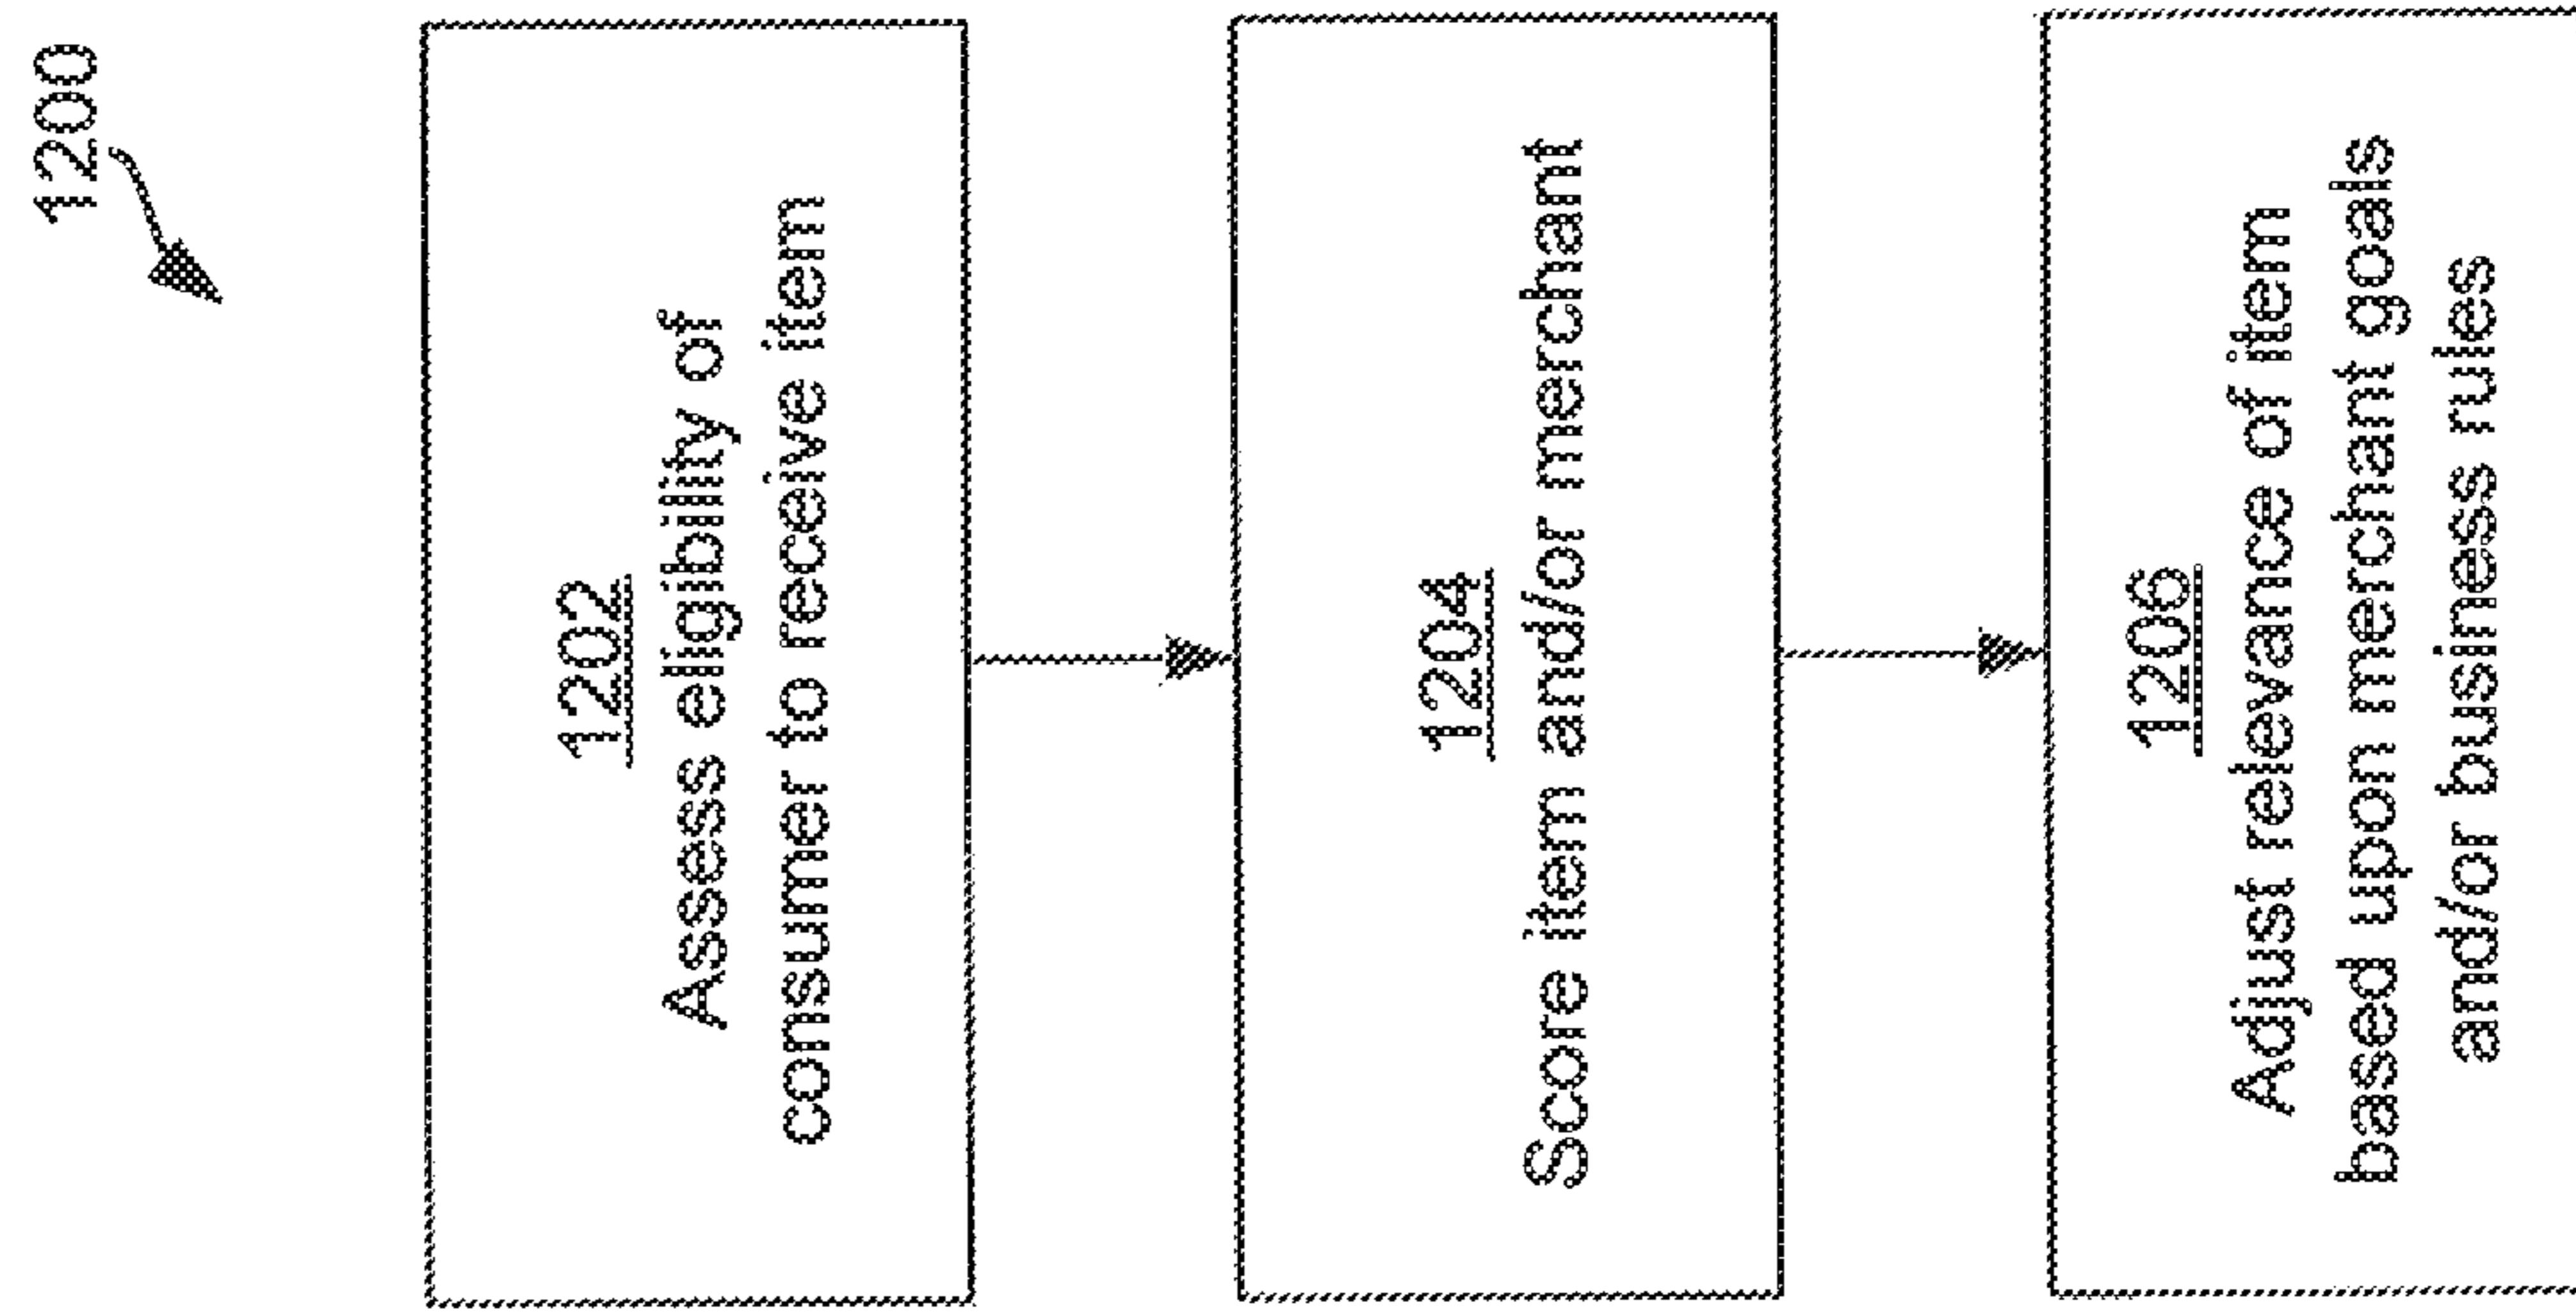 1200
1202
Assess eligibility of
consumer to receive item
1204
Score item and/or merchant
1206
Adjust relevance of item
based upon merchant goals
and/or business rules